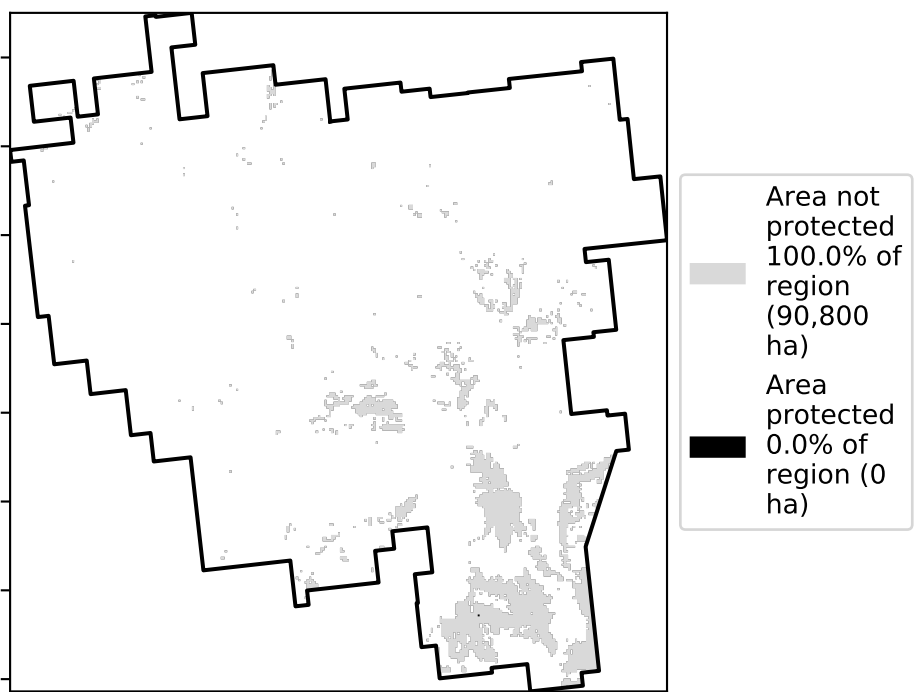 Area not
protected
100.0% of
region
(90,800
ha)
Area
protected
0.0% of
region (0
ha)